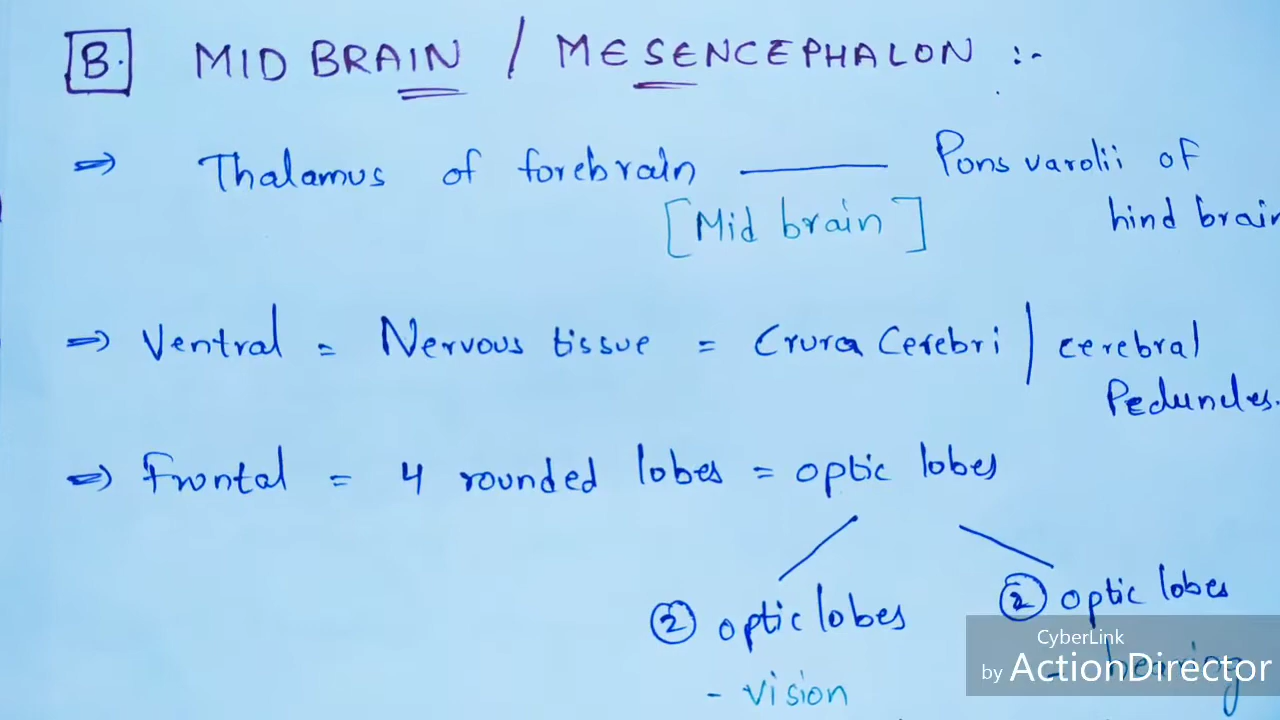 B. MID BRAIN / MESENCEPHALON :-
⇒ Thalamus of forebrain —— Pons varolii of
[Mid brain] hind brain
⇒ Ventral = Nervous tissue = Crura Cerebri | cerebral
Peduncles.
⇒ Frontal = 4 rounded lobes = optic lobes
② optic lobes ② optic lobes
- vision - hearing
CyberLink
by ActionDirector